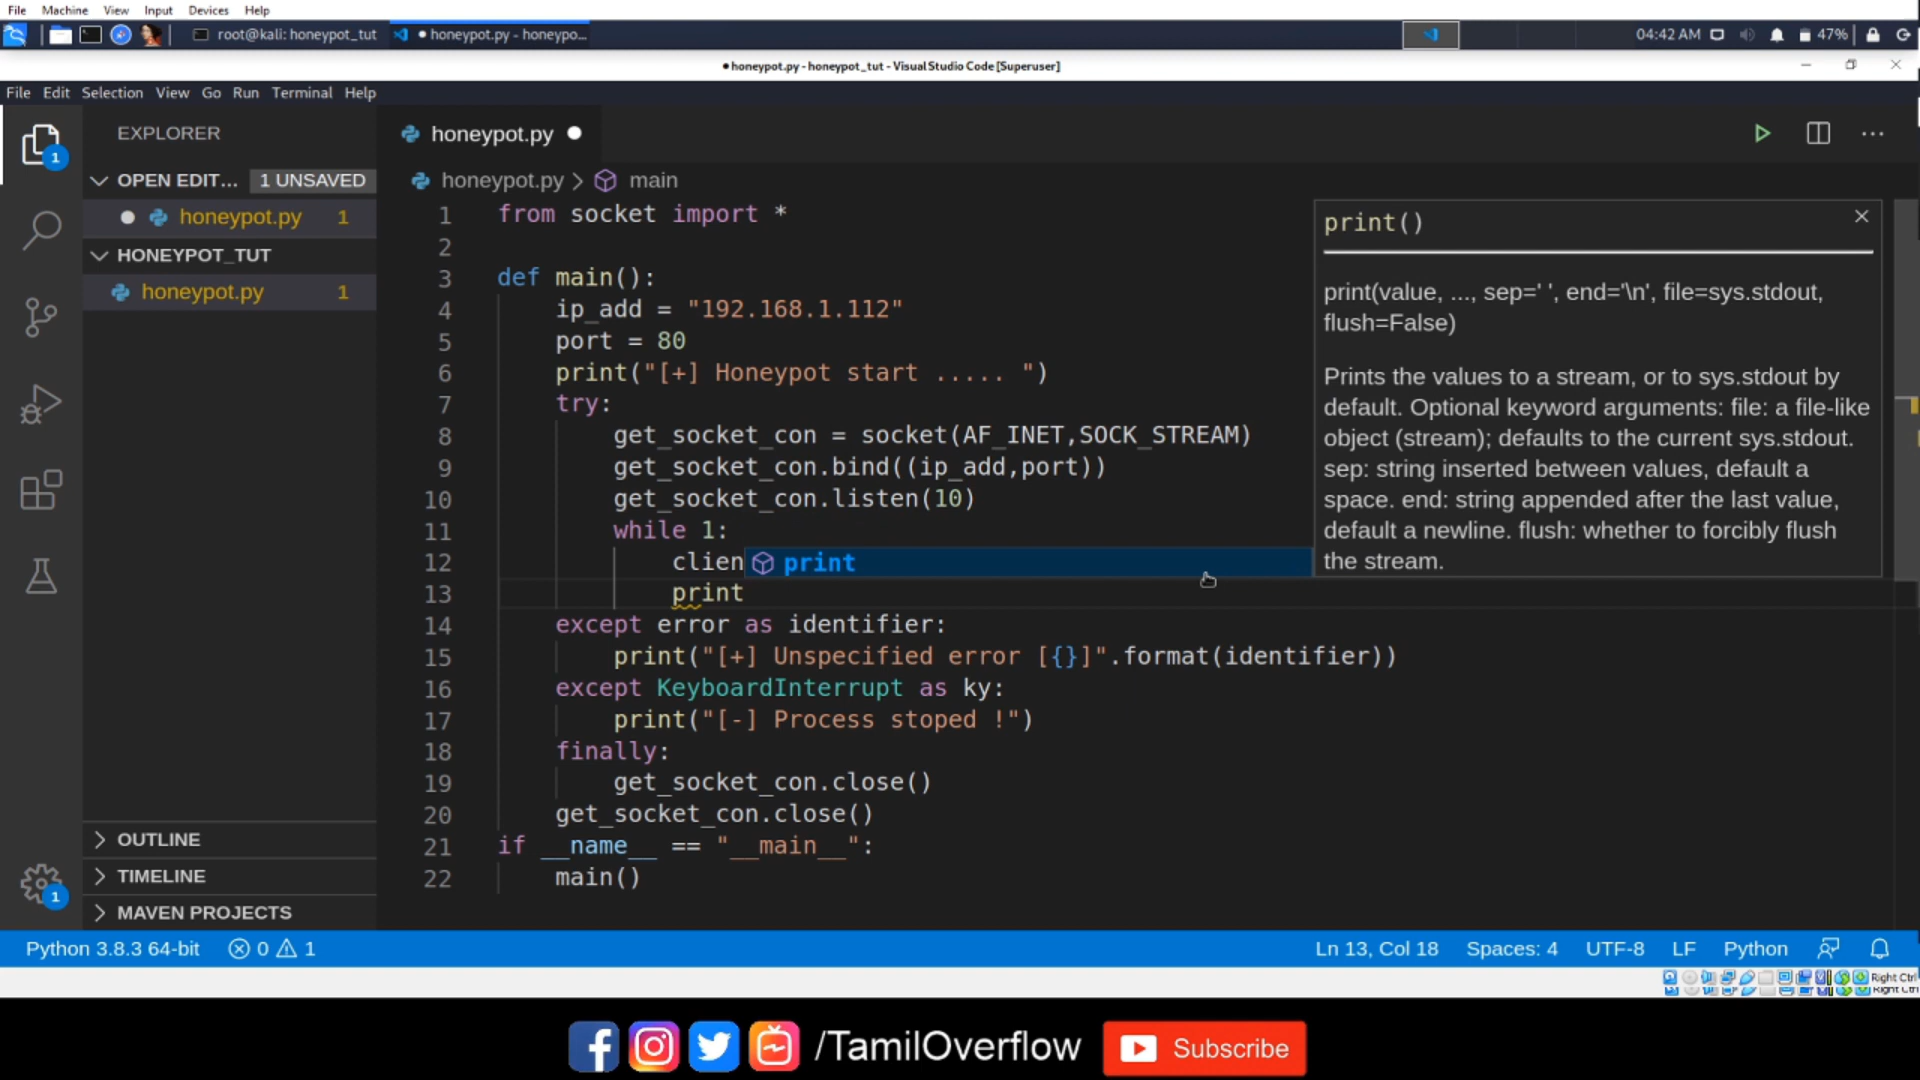 File Machine View Input Devices Help
root@kali: honeypot_tut
● honeypot.py - honeypo...
04:42 AM
47%
● honeypot.py - honeypot_tut - Visual Studio Code [Superuser]
File Edit Selection View Go Run Terminal Help
EXPLORER
OPEN EDIT... 1 UNSAVED
honeypot.py 1
HONEYPOT_TUT
honeypot.py 1
OUTLINE
TIMELINE
MAVEN PROJECTS
1
1
honeypot.py
honeypot.py > main
1 from socket import *
2
3 def main():
4 ip_add = "192.168.1.112"
5 port = 80
6 print("[+] Honeypot start ..... ")
7 try:
8 get_socket_con = socket(AF_INET,SOCK_STREAM)
9 get_socket_con.bind((ip_add,port))
10 get_socket_con.listen(10)
11 while 1:
12 clien
print
13 print
14 except error as identifier:
15 print("[+] Unspecified error [{}]".format(identifier))
16 except KeyboardInterrupt as ky:
17 print("[-] Process stoped !")
18 finally:
19 get_socket_con.close()
20 get_socket_con.close()
21 if __name__ == "__main__":
22 main()
print()
print(value, ..., sep=' ', end='\n', file=sys.stdout,
flush=False)
Prints the values to a stream, or to sys.stdout by
default. Optional keyword arguments: file: a file-like
object (stream); defaults to the current sys.stdout.
sep: string inserted between values, default a
space. end: string appended after the last value,
default a newline. flush: whether to forcibly flush
the stream.
Python 3.8.3 64-bit 0 1
Ln 13, Col 18 Spaces: 4 UTF-8 LF Python
Right Ctrl
Right Ctrl
/TamilOverflow
Subscribe